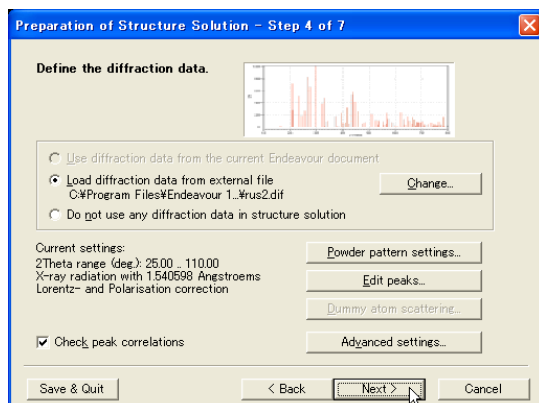 Preparation of Structure Solution - Step 4 of 7
Define the diffraction data.
Use diffraction data from the current Endeavour document
Load diffraction data from external file
C:¥Program Files¥Endeavour 1...¥rus2.dif
Change...
Do not use any diffraction data in structure solution
Current settings:
2Theta range (deg.): 25.00 .. 110.00
X-ray radiation with 1.540598 Angstroems
Lorentz- and Polarisation correction
Powder pattern settings...
Edit peaks...
Dummy atom scattering...
Check peak correlations
Advanced settings...
Save & Quit
< Back
Next >
Cancel